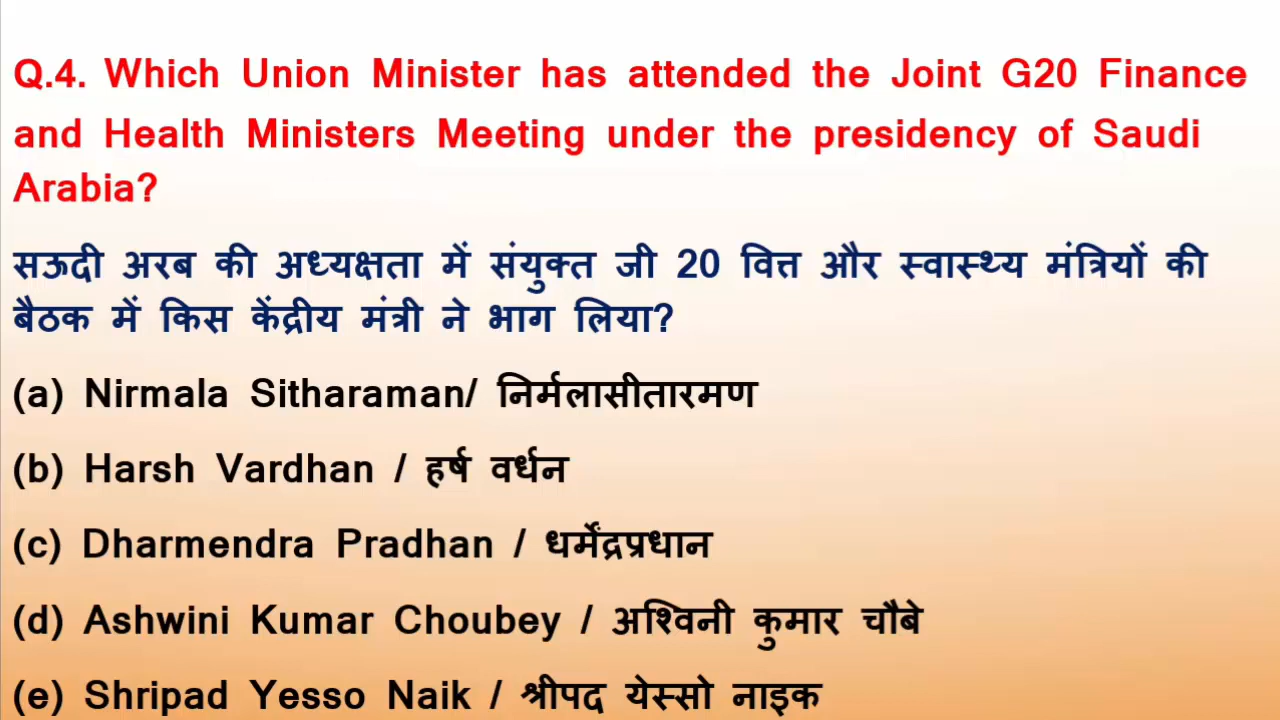 Q.4. Which Union Minister has attended the Joint G20 Finance
and Health Ministers Meeting under the presidency of Saudi
Arabia?
सऊदी अरब की अध्यक्षता में संयुक्त जी 20 वित्त और स्वास्थ्य मंत्रियों की
बैठक में किस केंद्रीय मंत्री ने भाग लिया?
(a) Nirmala Sitharaman/ निर्मलासीतारमण
(b) Harsh Vardhan / हर्ष वर्धन
(c) Dharmendra Pradhan / धर्मेंद्रप्रधान
(d) Ashwini Kumar Choubey / अश्विनी कुमार चौबे
(e) Shripad Yesso Naik / श्रीपद येस्सो नाइक